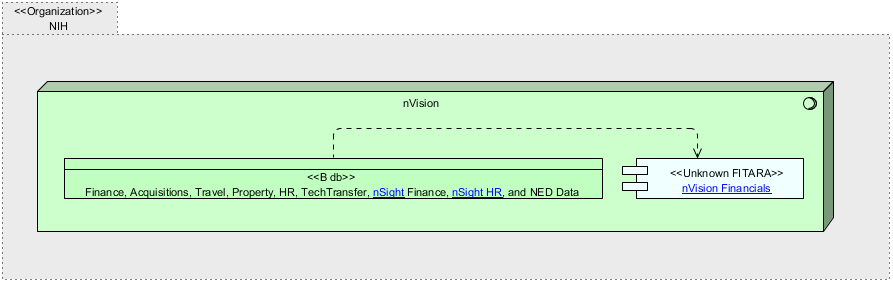 <<Organization>>
NIH
nVision
<<B db>>
Finance, Acquisitions, Travel, Property, HR, TechTransfer, nSight Finance, nSight HR, and NED Data
<<Unknown FITARA>>
nVision Financials